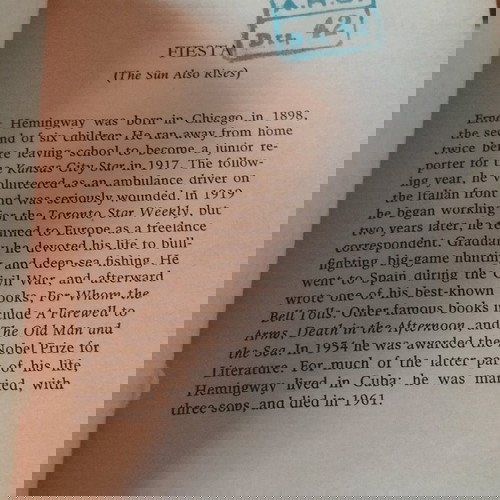 FIESTA
(The Sun Also Rises)
Hemingway was born in Chicago in 1898,
the second of six children. He ran away from home
twice before leaving school to become a junior re-
porter for the Kansas City Star in 1917. The follow-
ing year, he volunteered as an ambulance driver on
the Italian front and was seriously wounded. In 1919
he began working for the Toronto Star Weekly, but
two years later, he returned to Europe as a freelance
correspondent. Gradually he devoted his life to bull-
fighting, big-game hunting and deep-sea fishing. He
went to Spain during the Civil War, and afterward
wrote one of his best-known books, For Whom the
Bell Tolls. Other famous books include A Farewell to
Arms, Death in the Afternoon, and The Old Man and
the Sea. In 1954 he was awarded the Nobel Prize for
Literature. For much of the latter part of his life
Hemingway lived in Cuba; he was married, with
three sons, and died in 1961.